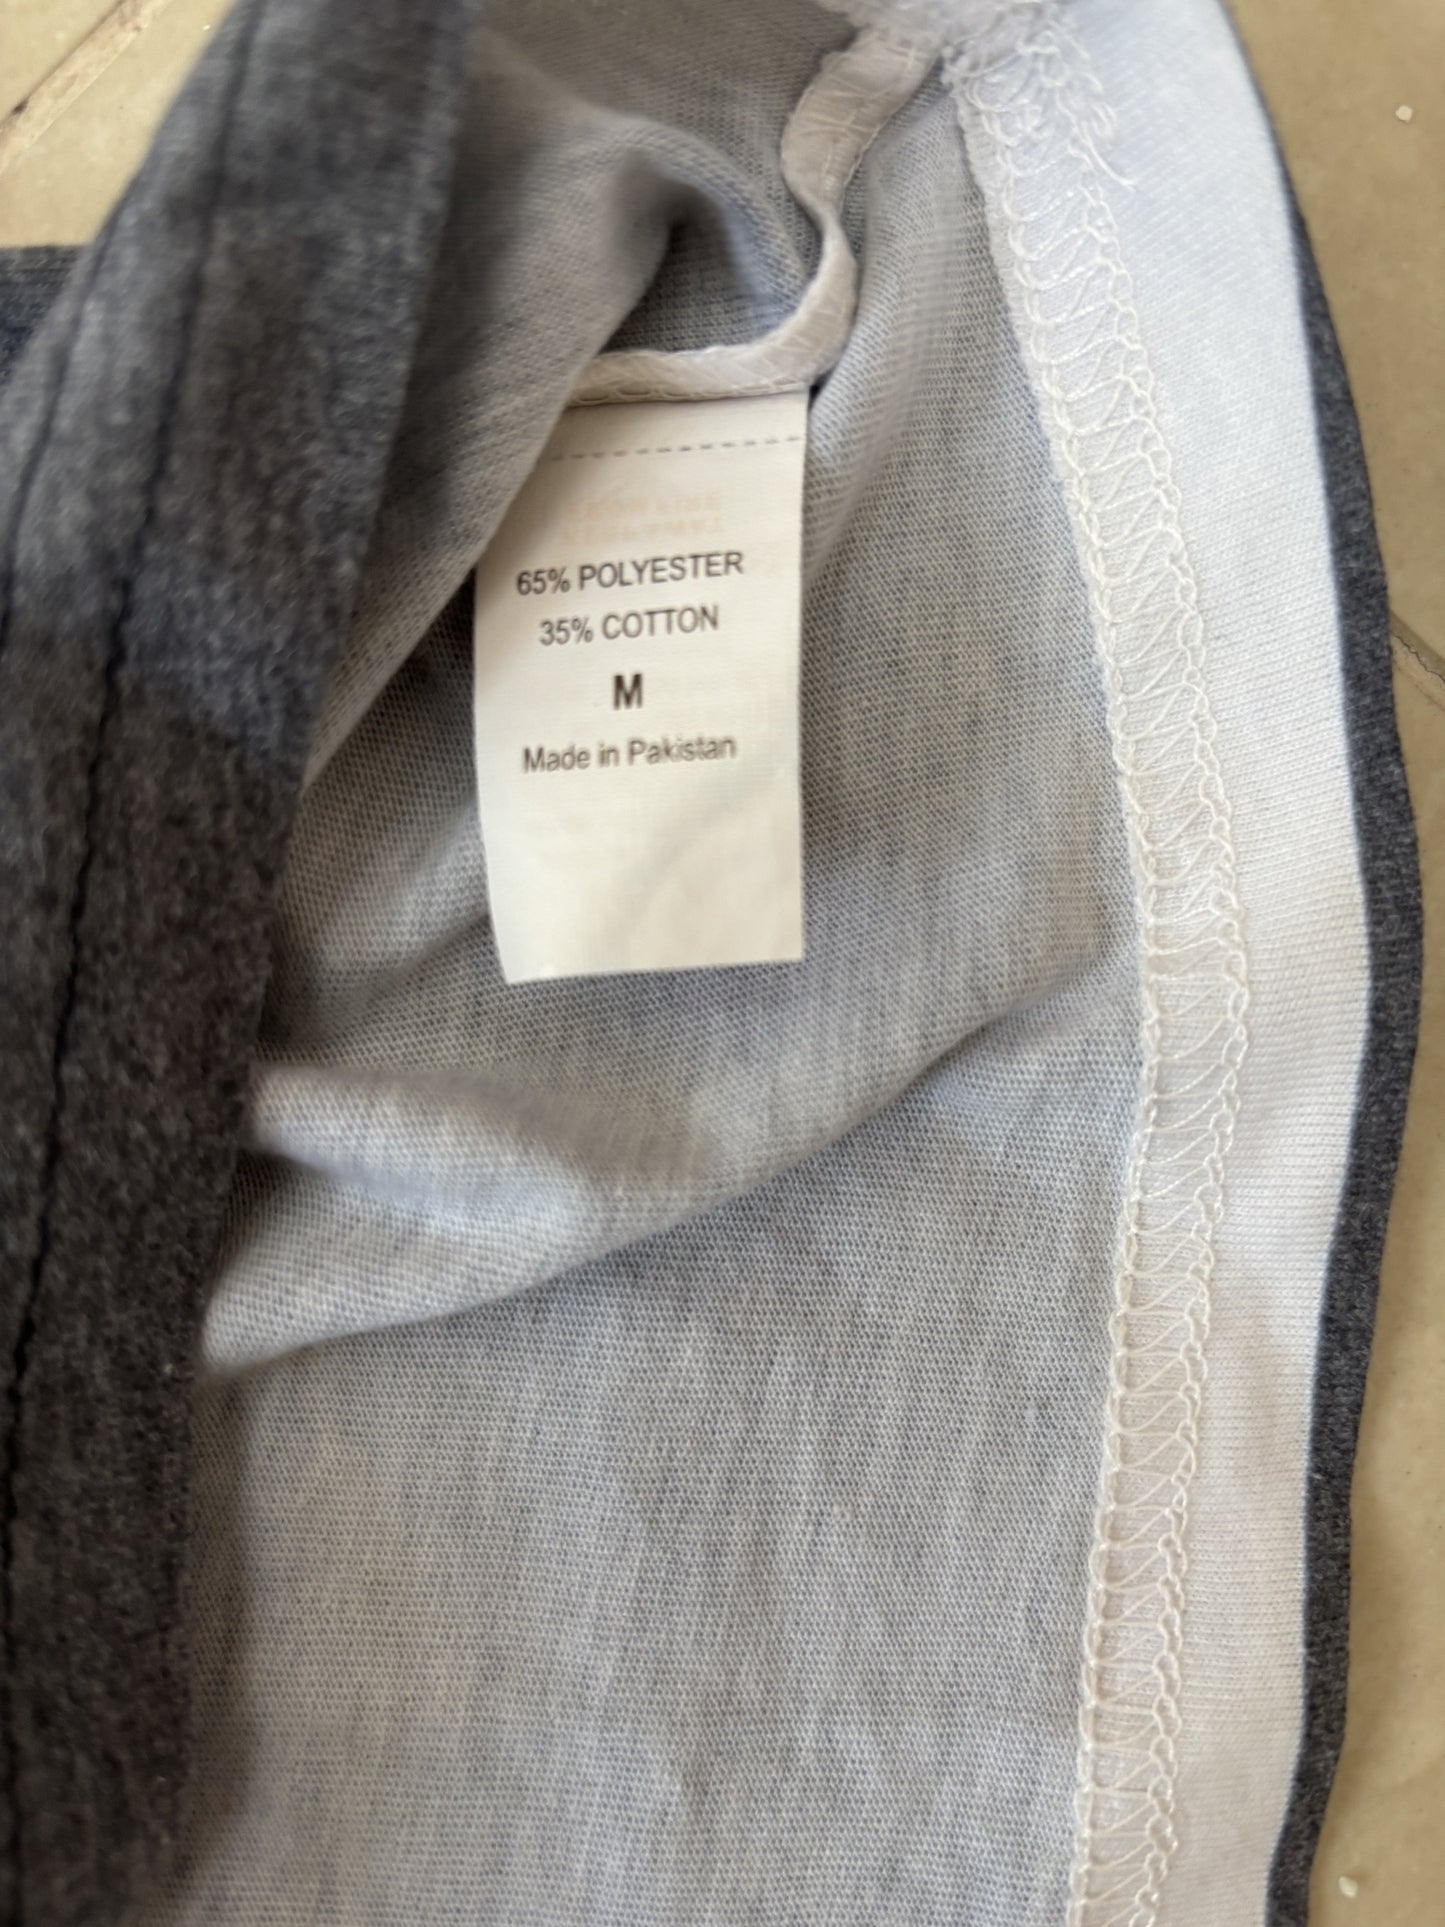 65% POLYESTER
35% COTTON
M
Made in Pakistan